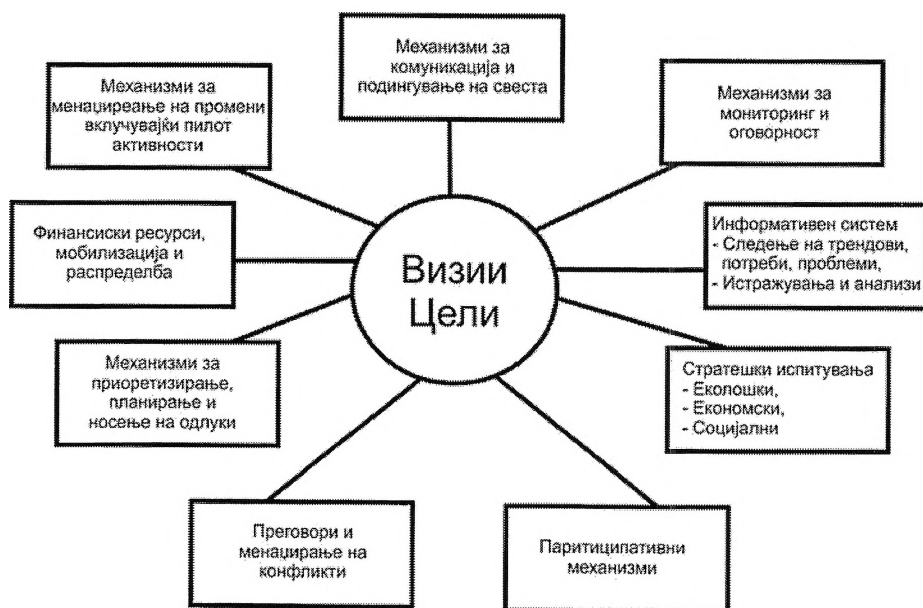 Механизми за
комуникација и
подингување на свеста
Механизми за
менаџиреање на промени
вклучувајќи пилот
активности
Механизми за
мониторинг и
оговорност
Финансиски ресурси,
мобилизација и
распределба
Визии
Цели
Информативен систем
- Следење на трендови,
потреби, проблеми,
- Истражувања и анализи
Механизми за
приоретизирање,
планирање и
носење на одлуки
Стратешки испитувања
- Еколошки,
- Економски,
- Социјални
Преговори и
менаџирање на
конфликти
Паритиципативни
механизми